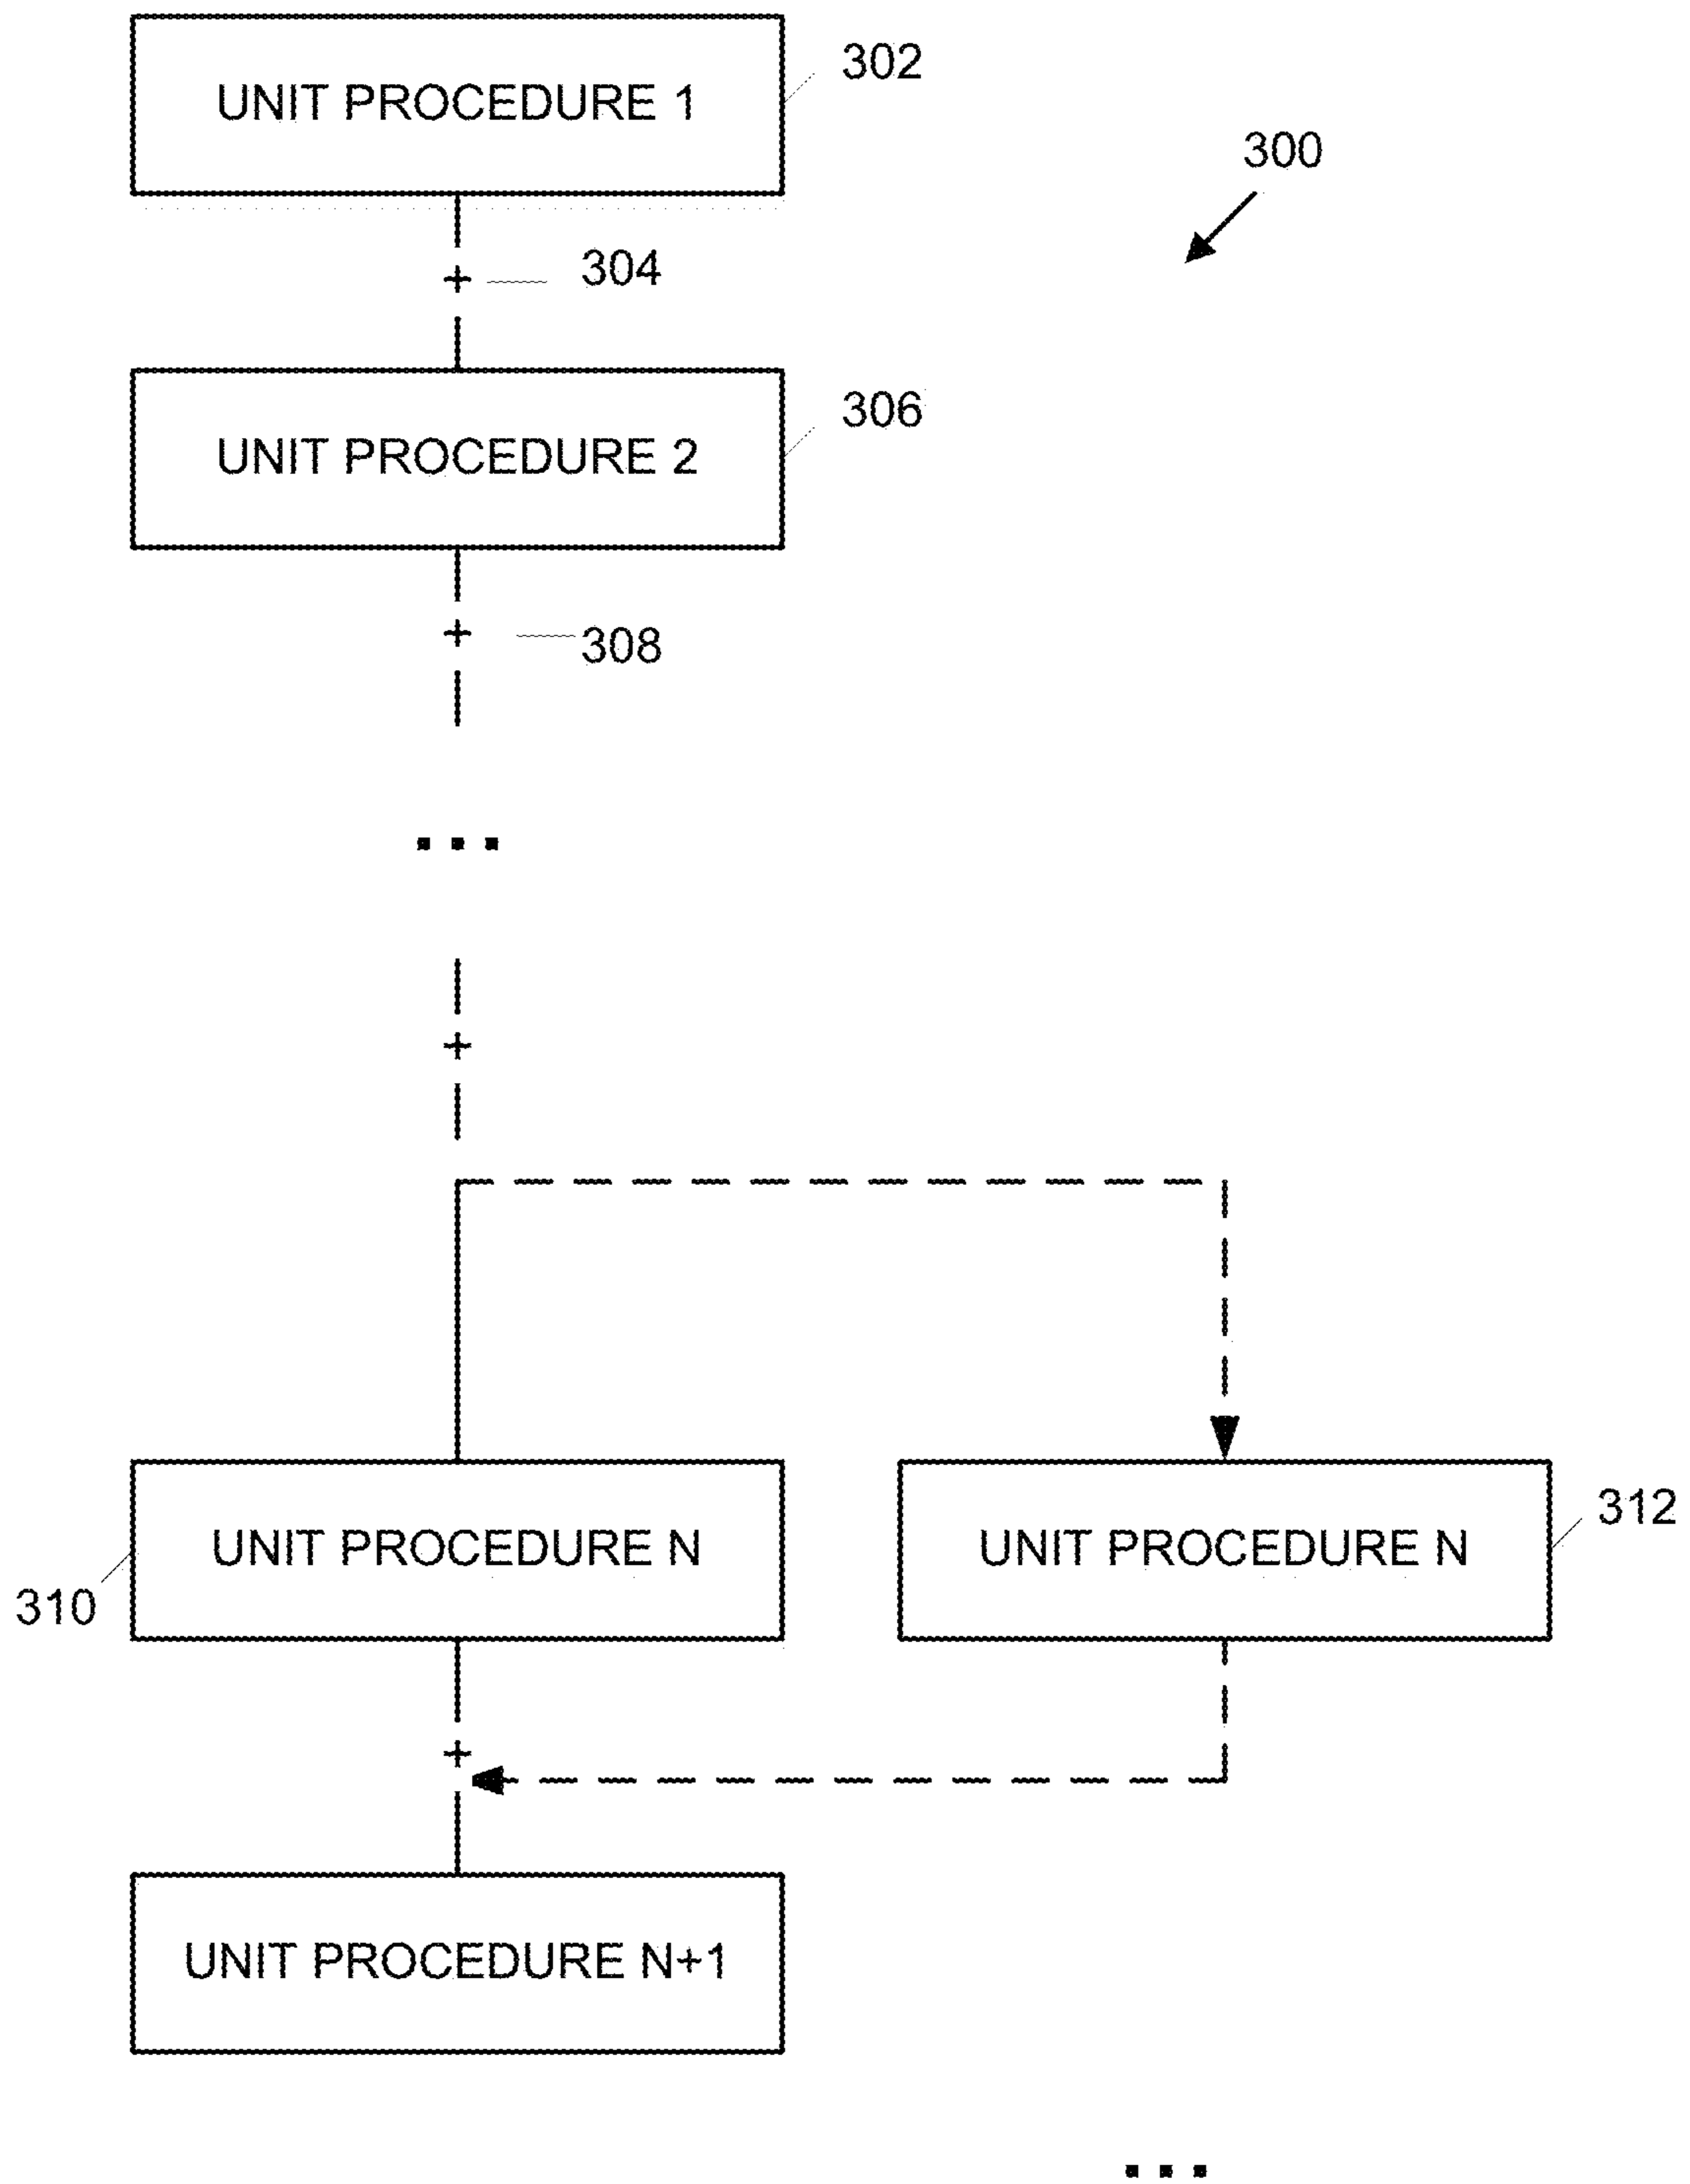 UNIT PROCEDURE 1
302
300
304
UNIT PROCEDURE 2
306
308
...
UNIT PROCEDURE N
310
UNIT PROCEDURE N
312
UNIT PROCEDURE N+1
...